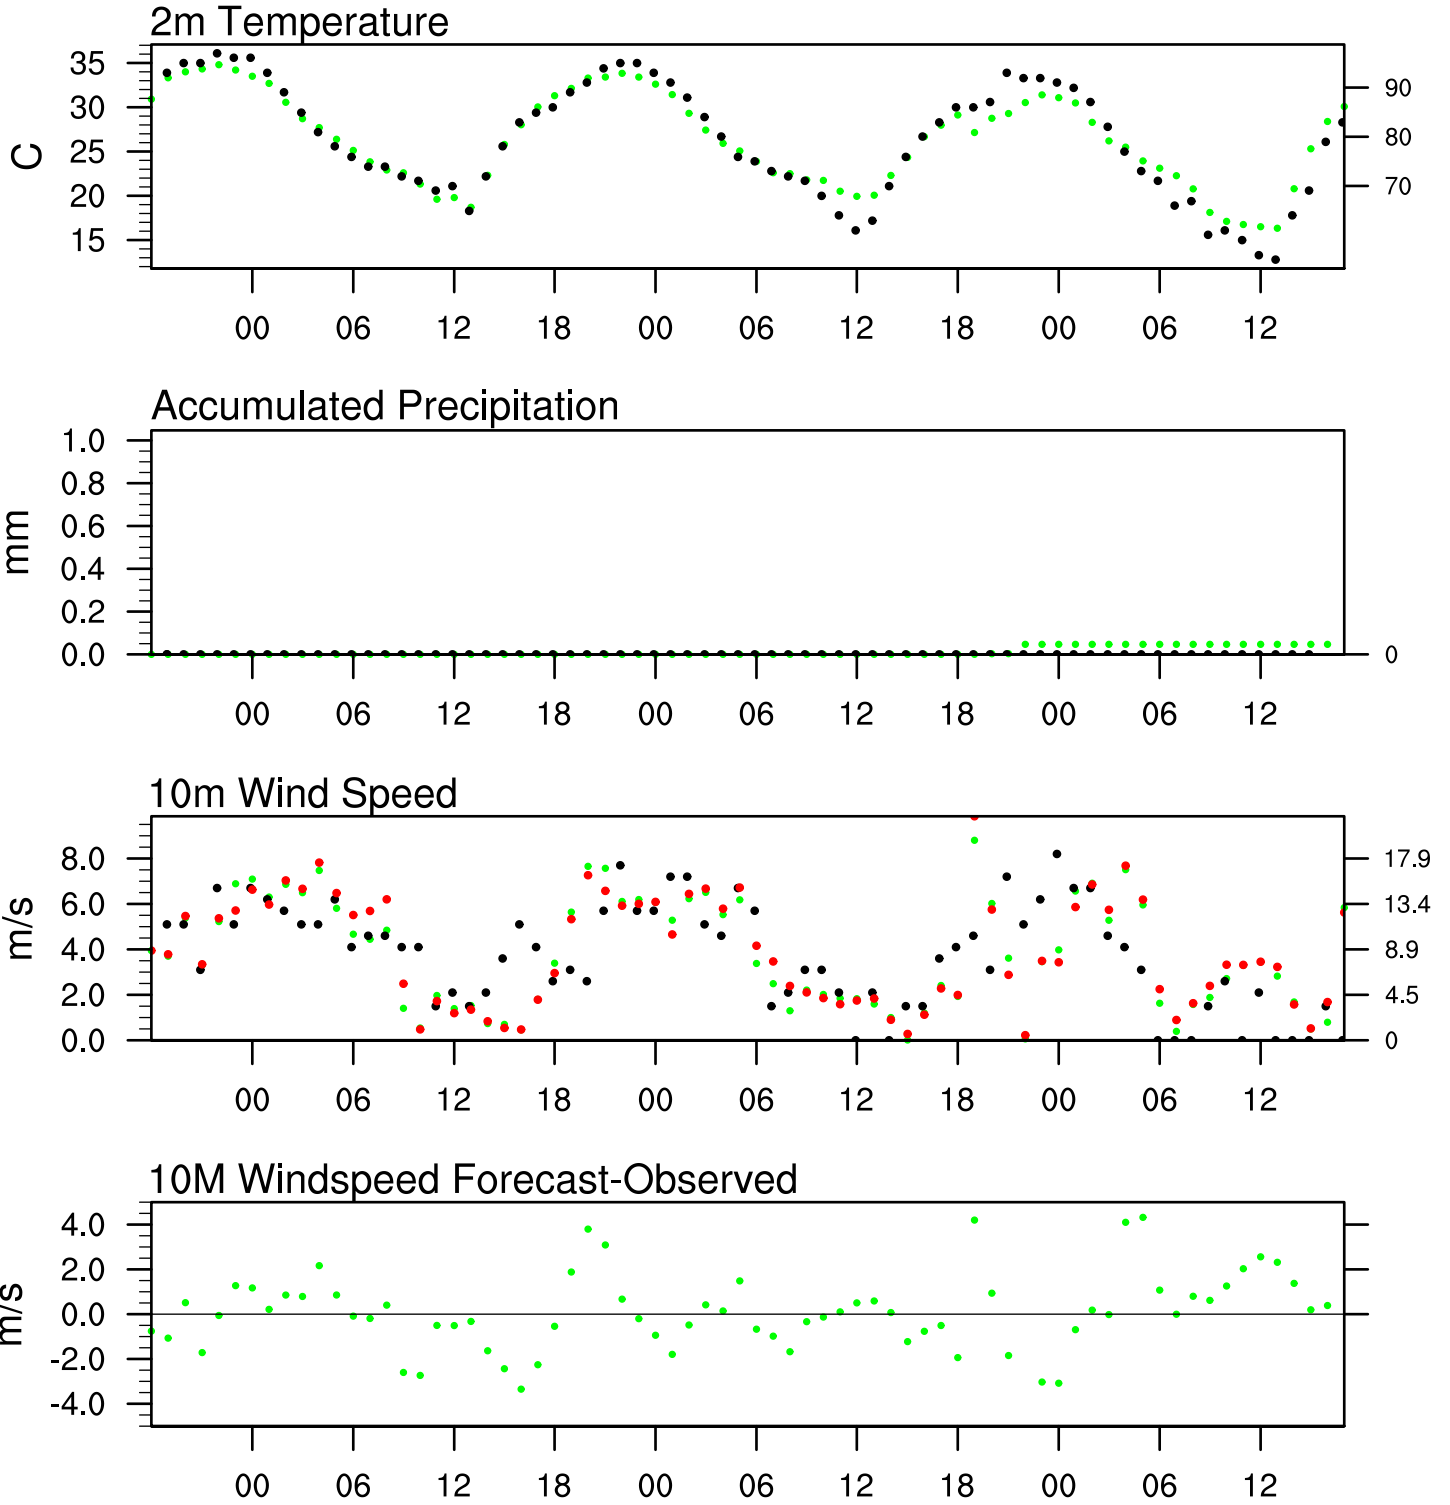 2m Temperature
35
30
25
20
15
C
90
80
70
00 06 12 18 00 06 12 18 00 06 12
Accumulated Precipitation
1.0
0.8
0.6
0.4
0.2
0.0
mm
0
00 06 12 18 00 06 12 18 00 06 12
10m Wind Speed
8.0
6.0
4.0
2.0
0.0
m/s
17.9
13.4
8.9
4.5
0
00 06 12 18 00 06 12 18 00 06 12
10M Windspeed Forecast-Observed
4.0
2.0
0.0
-2.0
-4.0
m/s
00 06 12 18 00 06 12 18 00 06 12